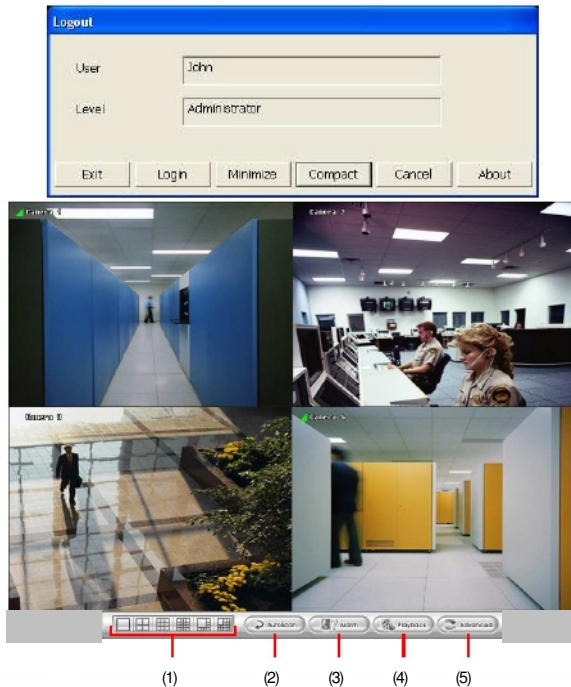 Logout
User John
Level Administrator
Exit Login Minimize Compact Cancel About
Camera 1 Camera 2
Camera 3
AutoScan Alarm Playback Advanced
(1) (2) (3) (4) (5)